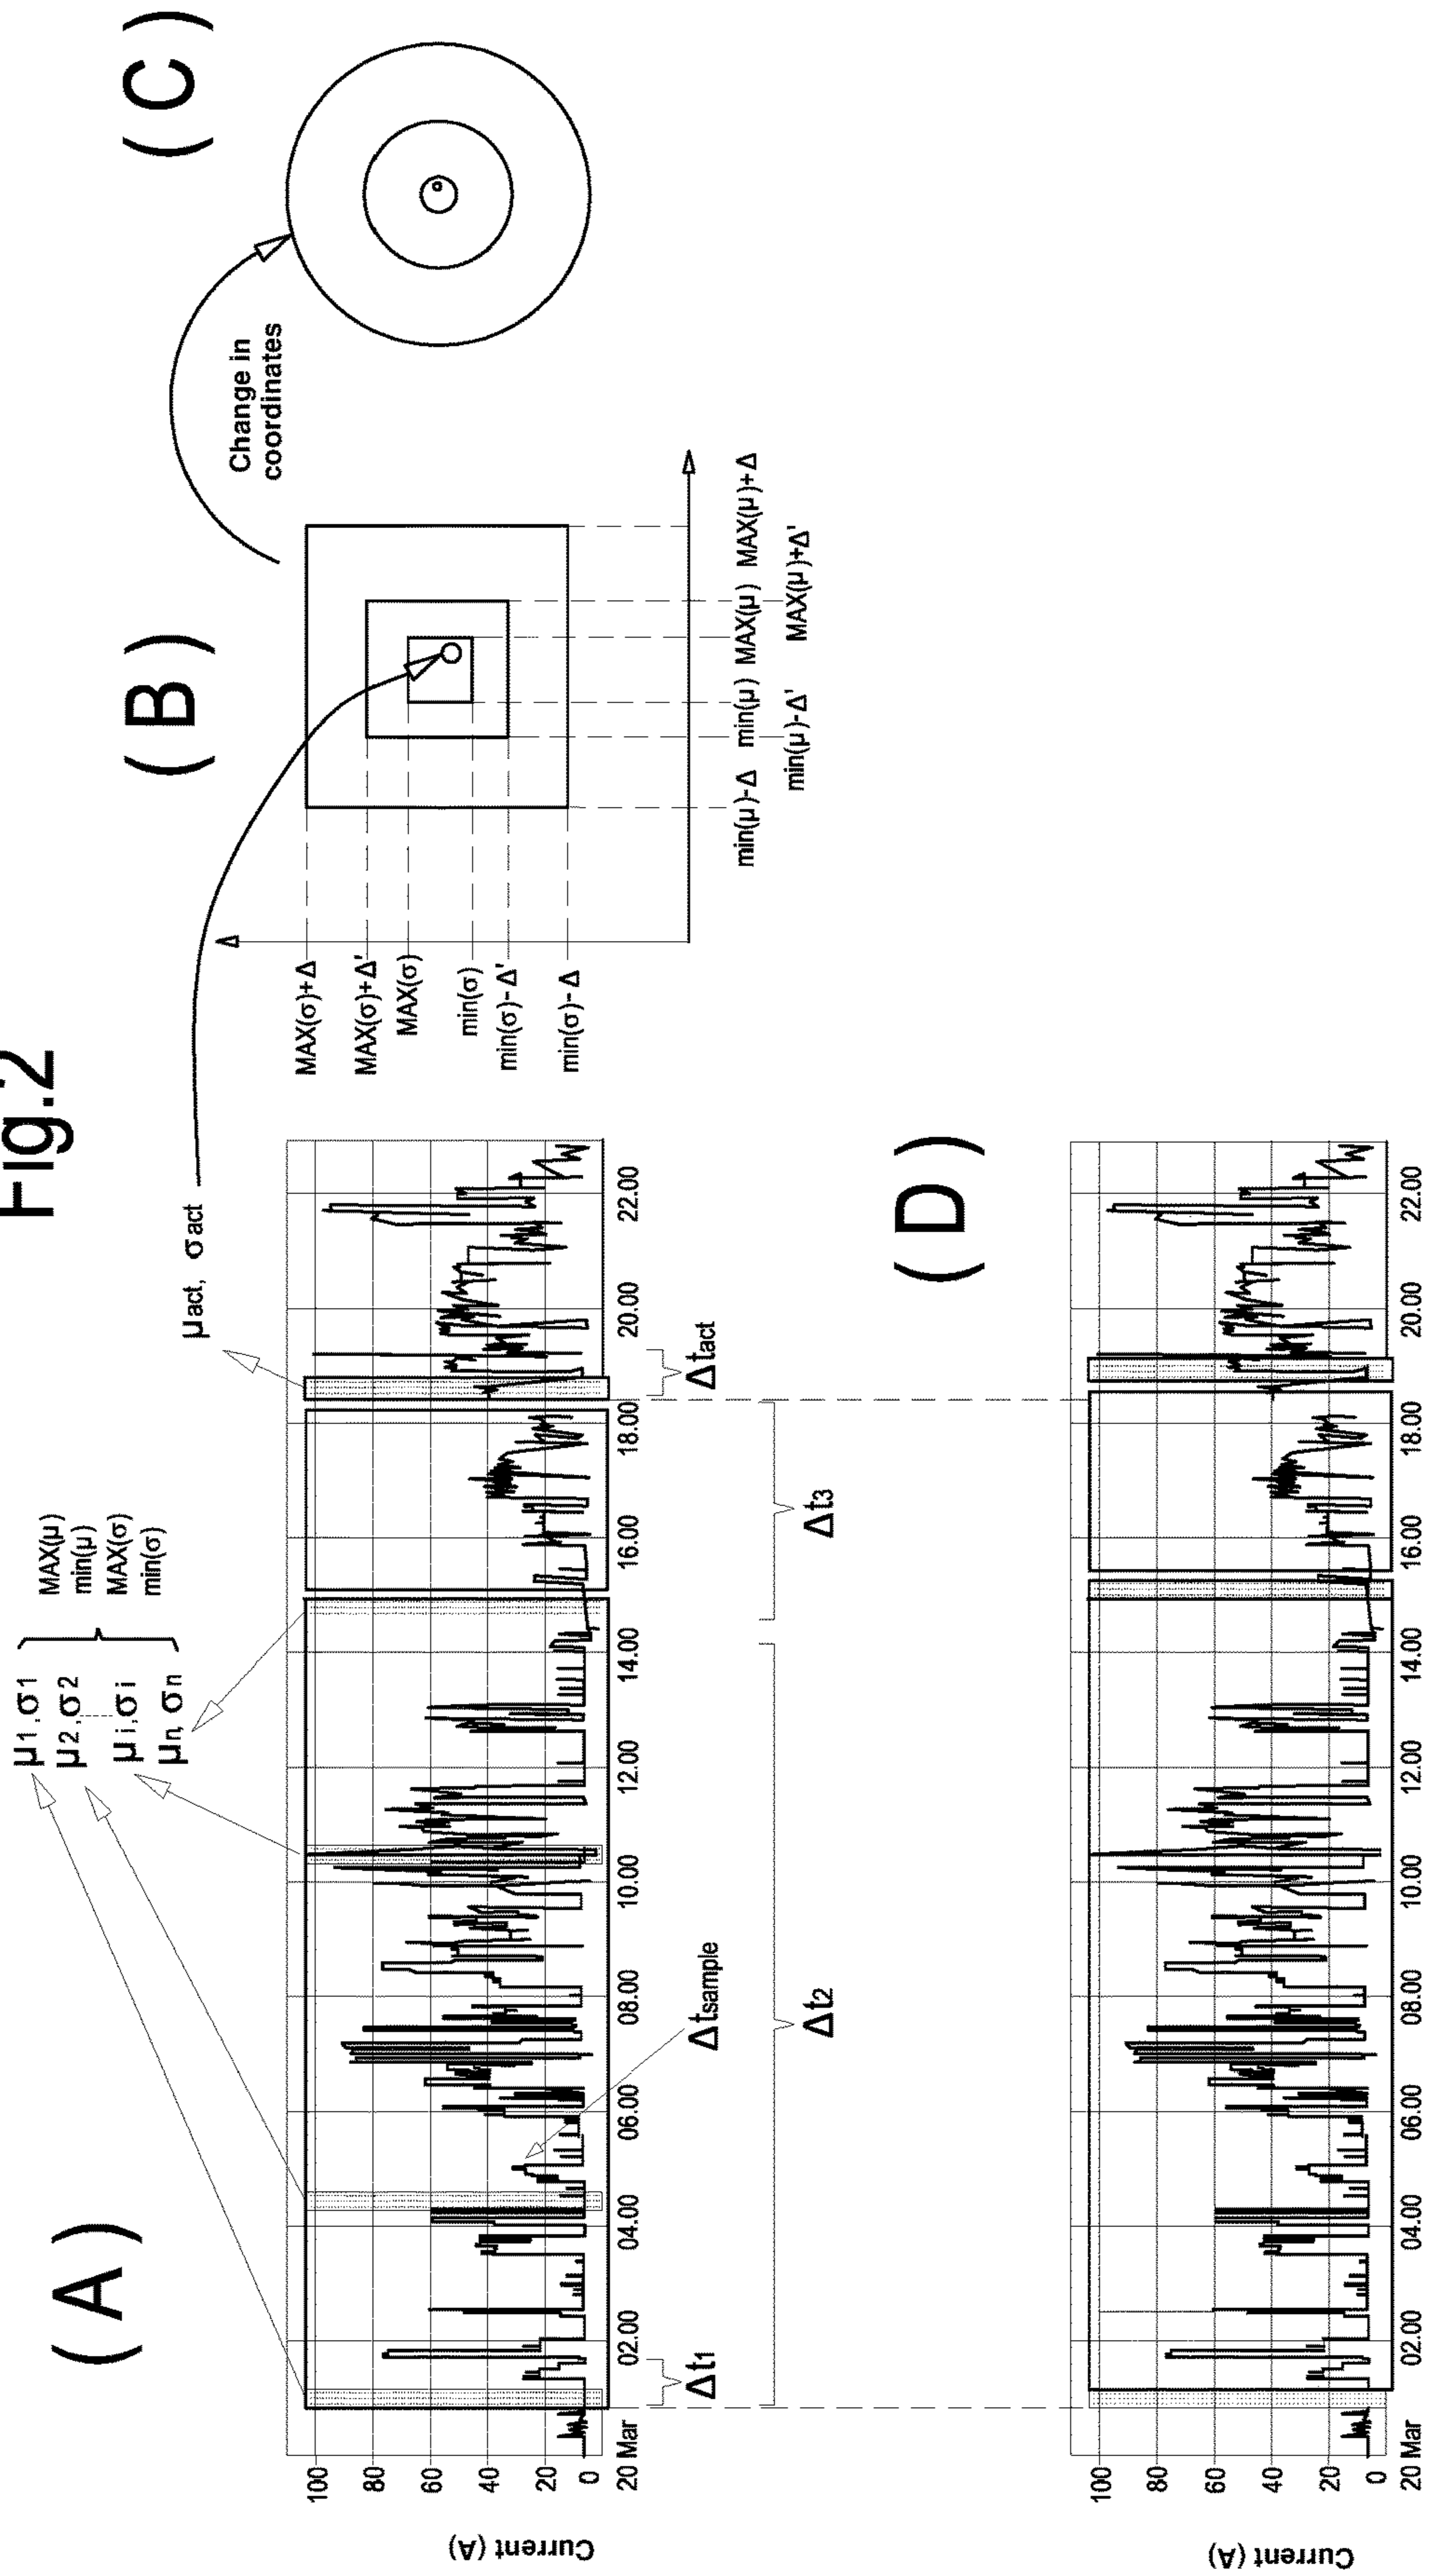 Fig.2
(A)
μ1,σ1
μ2,σ2
μi,σi
μn,σn
MAX(μ)
min(μ)
MAX(σ)
min(σ)
μact, σact
Current (A)
100
80
60
40
20
0
20 Mar
02.00
04.00
06.00
08.00
10.00
12.00
14.00
16.00
18.00
20.00
22.00
Δt1
Δtsample
Δtact
Δt2
Δt3
(B)
MAX(σ)+Δ
MAX(σ)+Δ'
MAX(σ)
min(σ)
min(σ)-Δ'
min(σ)-Δ
min(μ)-Δ
min(μ)
MAX(μ)
MAX(μ)+Δ
min(μ)-Δ'
MAX(μ)+Δ'
Change in
coordinates
(C)
(D)
Current (A)
100
80
60
40
20
0
20 Mar
02.00
04.00
06.00
08.00
10.00
12.00
14.00
16.00
18.00
20.00
22.00